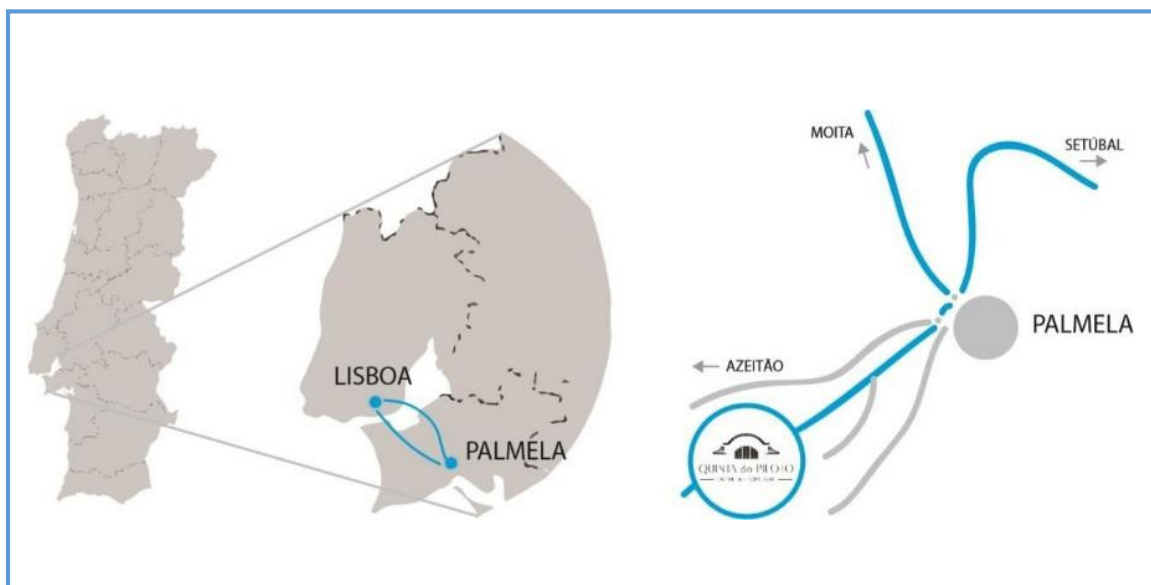 LISBOA
PALMELA
MOITA
SETÚBAL
PALMELA
AZEITÃO
QUINTA do PILOTO